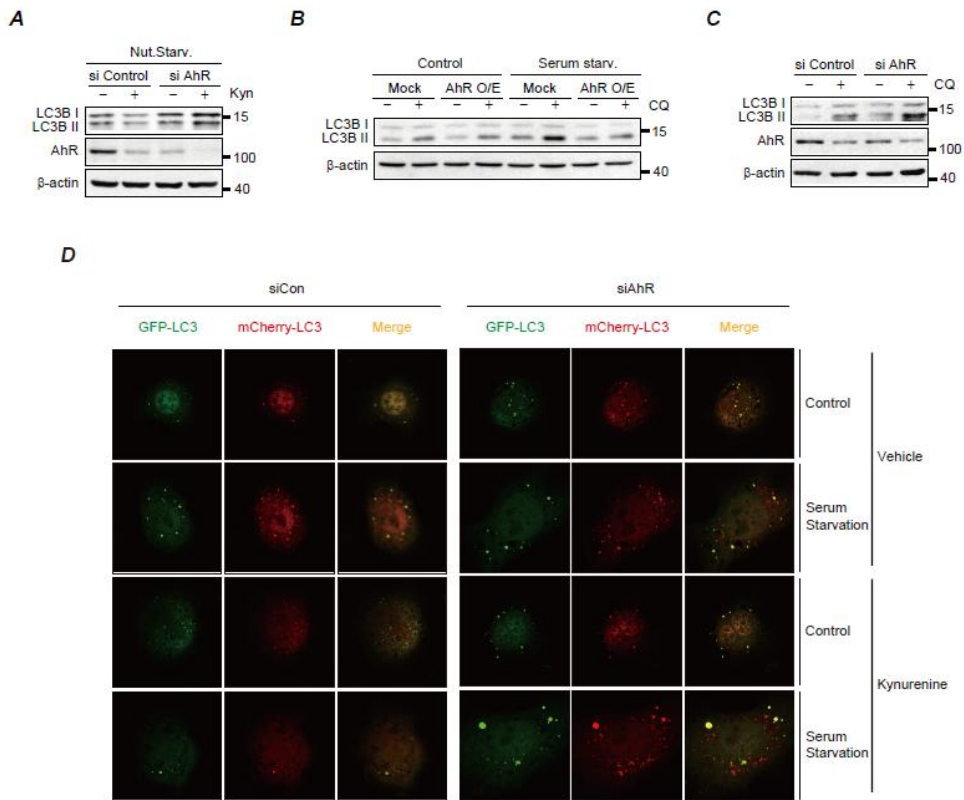 A
Nut.Starv.
si Control si AhR
− + − + Kyn
LC3B I
LC3B II
15
AhR
100
β-actin
40
B
Control Serum starv.
Mock AhR O/E Mock AhR O/E
− + − + − + − + CQ
LC3B I
LC3B II
15
β-actin
40
C
si Control si AhR
− + − + CQ
LC3B I
LC3B II
15
AhR
100
β-actin
40
D
siCon siAhR
GFP-LC3 mCherry-LC3 Merge GFP-LC3 mCherry-LC3 Merge
Control
Vehicle
Serum
Starvation
Control
Kynurenine
Serum
Starvation